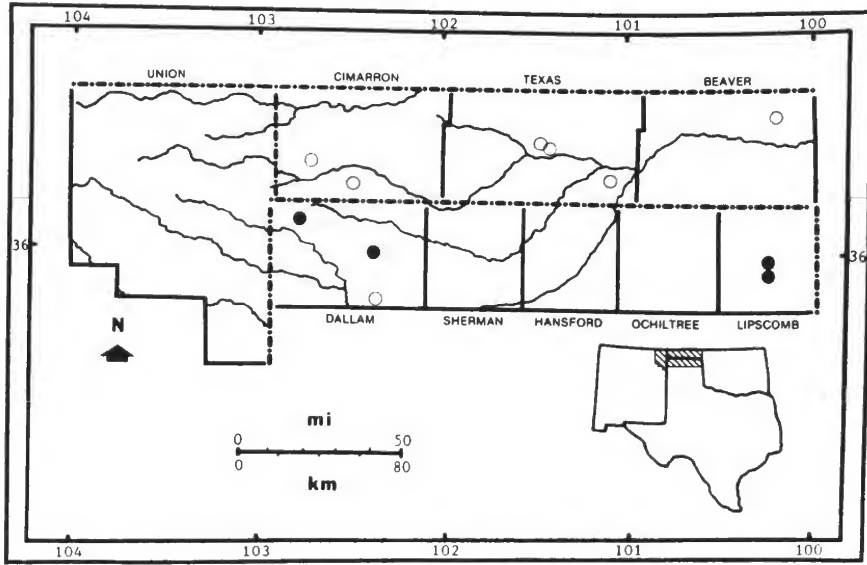 104 103 102 101 100
UNION CIMARRON TEXAS BEAVER
36 36
DALLAM SHERMAN HANSFORD OCHILTREE LIPSCOMB
N
mi
0 50
0 80
km
104 103 102 101 100